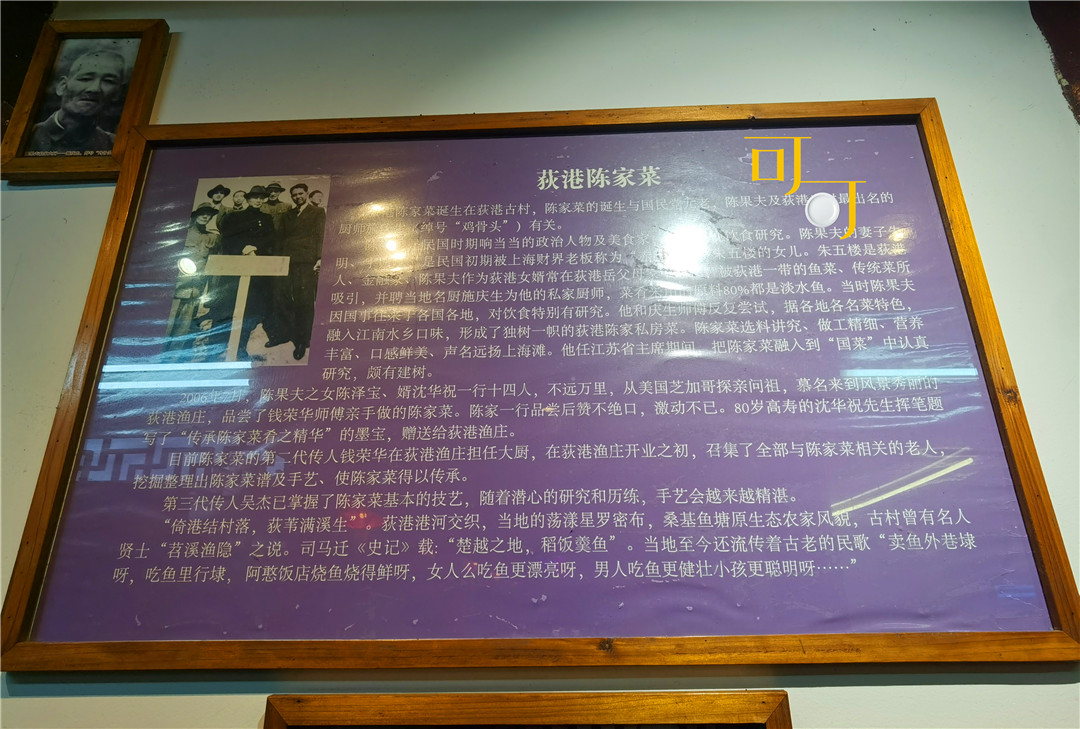 可可
荻港陈家菜
港陈家菜诞生在荻港古村，陈家菜的诞生与国民党元老、陈果夫及荻港 最出名的
厨师施 （绰号“鸡骨头”）有关。
民国时期响当当的政治人物及美食家 饮食研究。陈果夫的妻子朱
明、 是民国初期被上海财界老板称为 朱五楼的女儿。朱五楼是荻港
人、金融家。陈果夫作为荻港女婿常在荻港岳父母 荻港一带的鱼菜、传统菜所
吸引，并聘当地名厨施庆生为他的私家厨师，菜肴 原料80%都是淡水鱼。当时陈果夫
因国事往来于各国各地，对饮食特别有研究。他和庆生师傅反复尝试，据各地各名菜特色，
融入江南水乡口味，形成了独树一帜的荻港陈家私房菜。陈家菜选料讲究、做工精细、营养
丰富、口感鲜美、声名远扬上海滩。他任江苏省主席期间，把陈家菜融入到“国菜”中认真
研究，颇有建树。
2006年 月，陈果夫之女陈泽宝、婿沈华祝一行十四人，不远万里，从美国芝加哥探亲问祖，慕名来到风景秀丽的
荻港渔庄，品尝了钱荣华师傅亲手做的陈家菜。陈家一行品尝后赞不绝口，激动不已。80岁高寿的沈华祝先生挥笔题
写了“传承陈家菜肴之精华”的墨宝，赠送给荻港渔庄。
目前陈家菜的第二代传人钱荣华在荻港渔庄担任大厨，在荻港渔庄开业之初，召集了全部与陈家菜相关的老人，
挖掘整理出陈家菜谱及手艺、使陈家菜得以传承。
第三代传人吴杰已掌握了陈家菜基本的技艺，随着潜心的研究和历练，手艺会越来越精湛。
“倚港结村落，荻苇满溪生”。荻港港河交织，当地的荡漾星罗密布，桑基鱼塘原生态农家风貌，古村曾有名人
贤士“苕溪渔隐”之说。司马迁《史记》载：“楚越之地，稻饭羹鱼”。当地至今还流传着古老的民歌“卖鱼外巷埭
呀，吃鱼里行埭，阿憨饭店烧鱼烧得鲜呀，女人么吃鱼更漂亮呀，男人吃鱼更健壮小孩更聪明呀……”